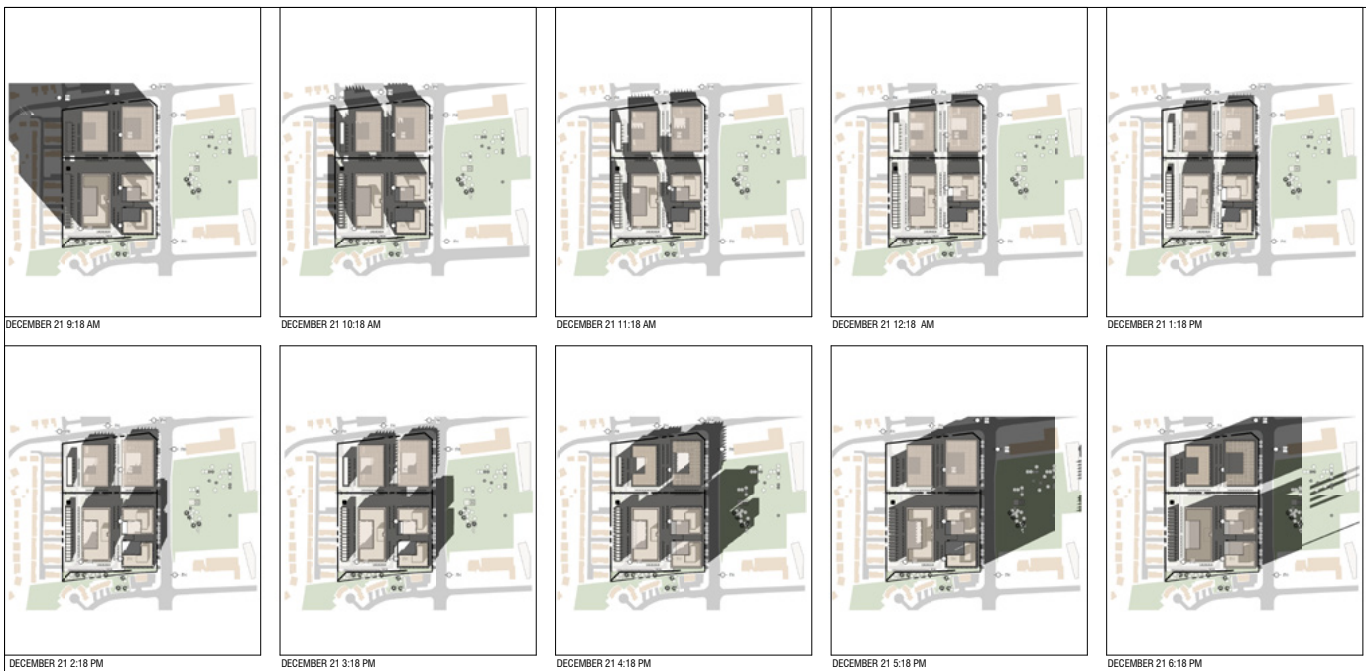 DECEMBER 21 9:18 AM
DECEMBER 21 10:18 AM
DECEMBER 21 11:18 AM
DECEMBER 21 12:18 AM
DECEMBER 21 1:18 PM
DECEMBER 21 2:18 PM
DECEMBER 21 3:18 PM
DECEMBER 21 4:18 PM
DECEMBER 21 5:18 PM
DECEMBER 21 6:18 PM